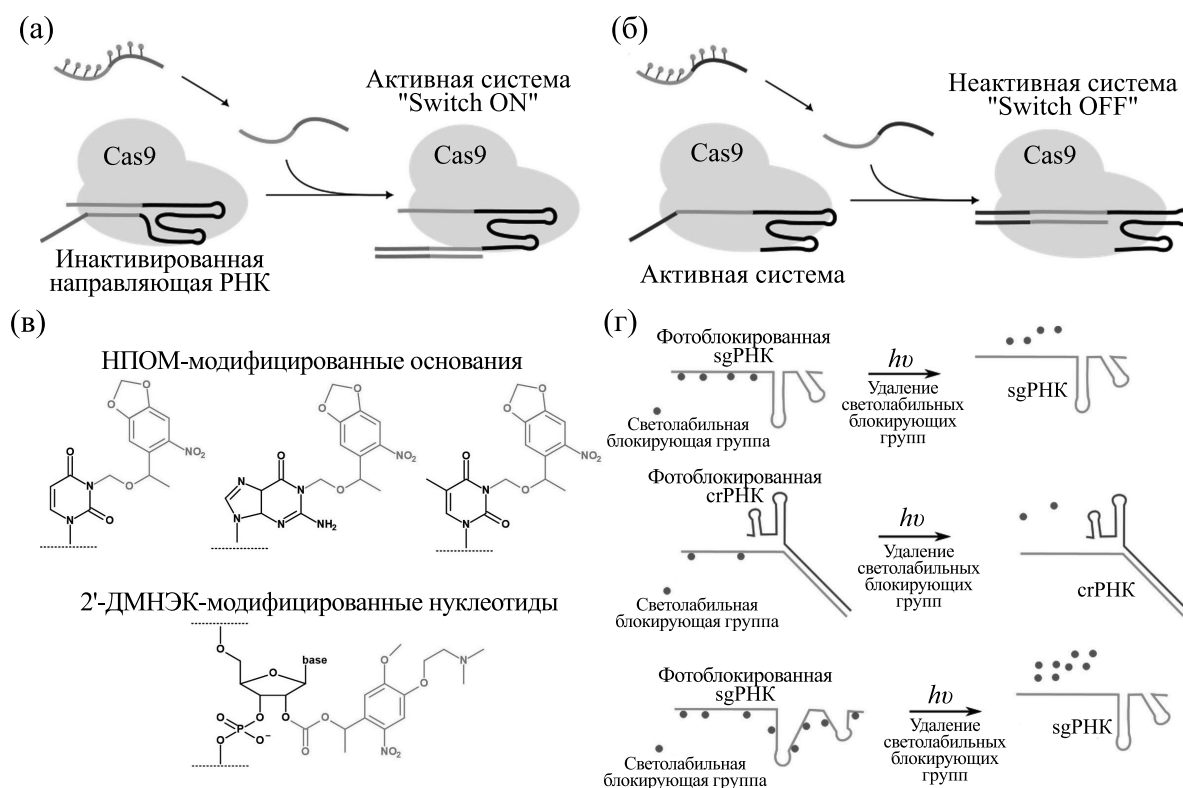 (а)
Cas9
Инактивированная
направляющая РНК
Активная система
"Switch ON"
Cas9
(б)
Cas9
Активная система
Неактивная система
"Switch OFF"
Cas9
(в)
НПОМ-модифицированные основания
O
O
NO2
O
N
O
N
O
O
O
NO2
O
N
N
O
N
N
NH2
O
O
NO2
O
N
O
N
O
2'-ДМНЭК-модифицированные нуклеотиды
O
O
base
O
O
O
P
O−
O
O
O
O
O
N
NO2
(г)
Фотоблокированная
sgРНК
Светолабильная
блокирующая группа
hυ
Удаление
светолабильных
блокирующих
групп
sgРНК
Фотоблокированная
crРНК
Светолабильная
блокирующая группа
hυ
Удаление
светолабильных
блокирующих
групп
crРНК
Фотоблокированная
sgРНК
Светолабильная
блокирующая группа
hυ
Удаление
светолабильных
блокирующих
групп
sgРНК